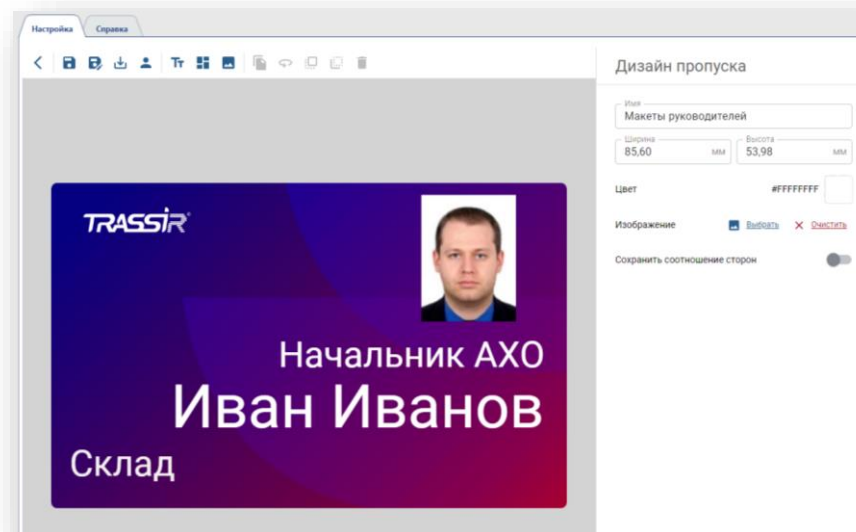 Настройка
Справка
Дизайн пропуска
Имя
Макеты руководителей
Ширина
85,60 мм
Высота
53,98 мм
Цвет #FFFFFFFF
Изображение Выбрать Очистить
Сохранить соотношение сторон
TRASSIR
Начальник АХО
Иван Иванов
Склад